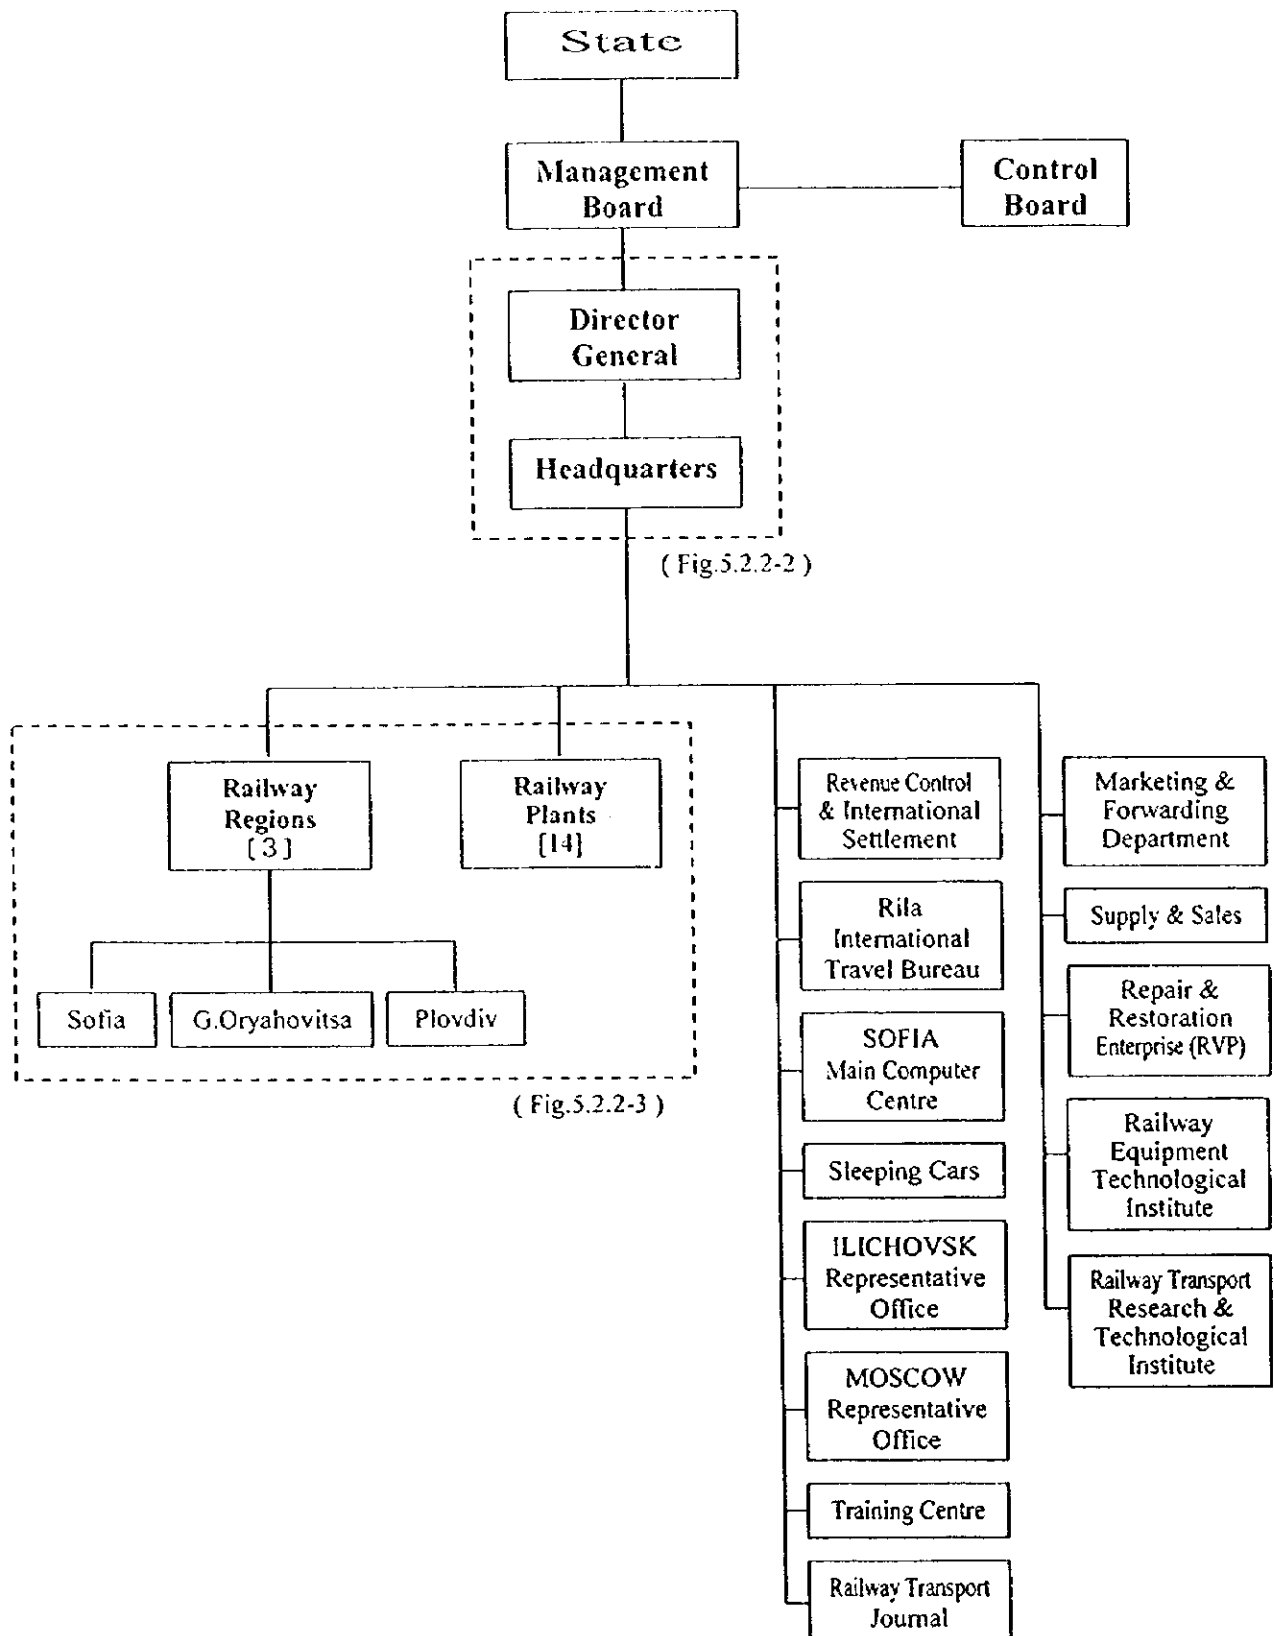 State
Management
Board
Control
Board
Director
General
Headquarters
( Fig.5.2.2-2 )
Railway
Regions
[3]
Railway
Plants
[14]
Sofia
G.Oryahovitsa
Plovdiv
( Fig.5.2.2-3 )
Revenue Control
& International
Settlement
Rila
International
Travel Bureau
SOFIA
Main Computer
Centre
Sleeping Cars
ILICHOVSK
Representative
Office
MOSCOW
Representative
Office
Training Centre
Railway Transport
Journal
Marketing &
Forwarding
Department
Supply & Sales
Repair &
Restoration
Enterprise (RVP)
Railway
Equipment
Technological
Institute
Railway Transport
Research &
Technological
Institute